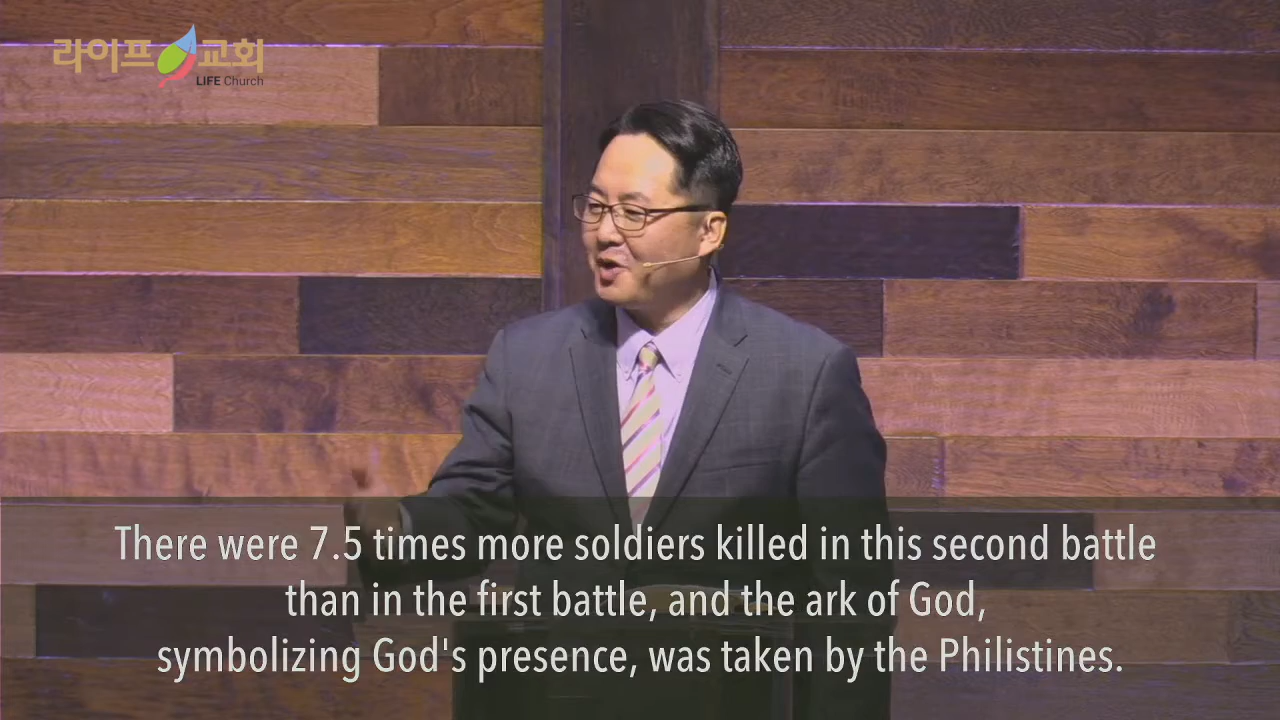 라이프 교회
LIFE Church
There were 7.5 times more soldiers killed in this second battle
than in the first battle, and the ark of God,
symbolizing God's presence, was taken by the Philistines.